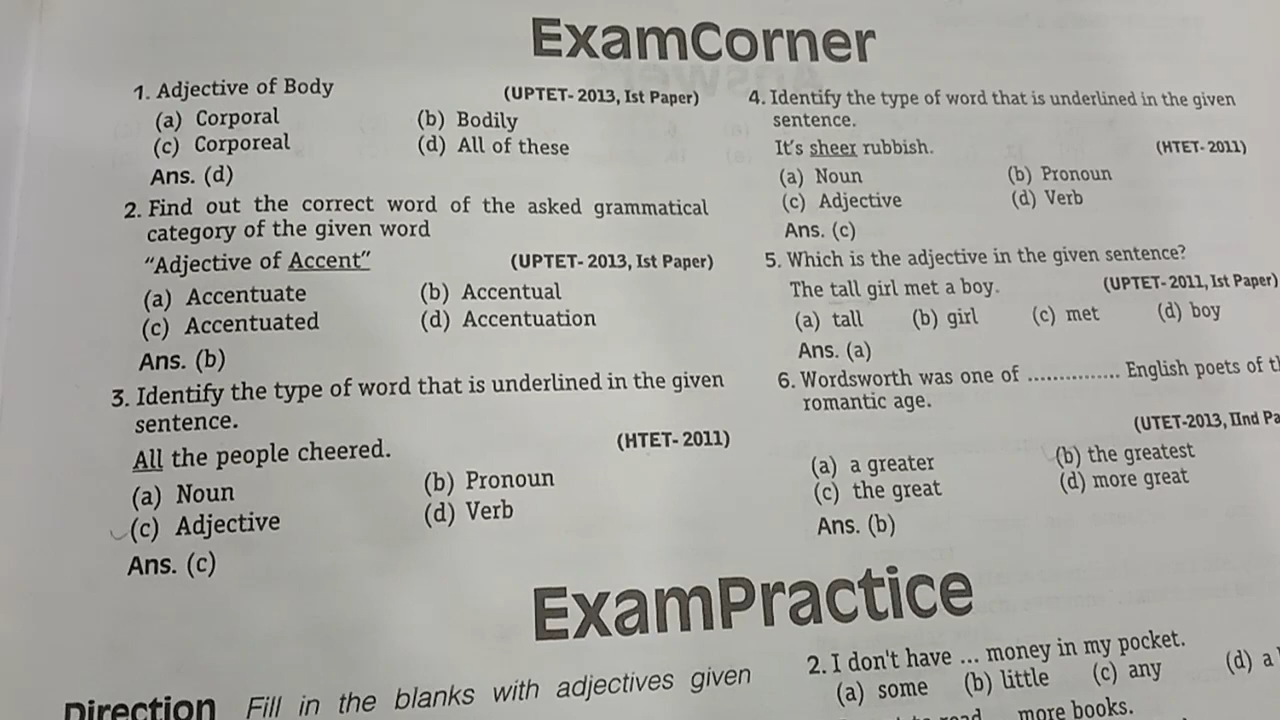 ExamCorner
1. Adjective of Body
(UPTET- 2013, Ist Paper)
(a) Corporal (b) Bodily
(c) Corporeal (d) All of these
Ans. (d)
2. Find out the correct word of the asked grammatical
category of the given word
“Adjective of Accent” (UPTET- 2013, Ist Paper)
(a) Accentuate (b) Accentual
(c) Accentuated (d) Accentuation
Ans. (b)
3. Identify the type of word that is underlined in the given
sentence.
(HTET- 2011)
All the people cheered.
(a) Noun (b) Pronoun
(c) Adjective (d) Verb
Ans. (c)
4. Identify the type of word that is underlined in the given
sentence.
It's sheer rubbish. (HTET- 2011)
(a) Noun (b) Pronoun
(c) Adjective (d) Verb
Ans. (c)
5. Which is the adjective in the given sentence?
The tall girl met a boy. (UPTET- 2011, Ist Paper)
(a) tall (b) girl (c) met (d) boy
Ans. (a)
6. Wordsworth was one of ............... English poets of
romantic age.
(UTET-2013, IInd
(a) a greater (b) the greatest
(c) the great (d) more great
Ans. (b)
ExamPractice
Direction Fill in the blanks with adjectives given
2. I don't have ... money in my pocket.
(a) some (b) little (c) any (d) a
more books.